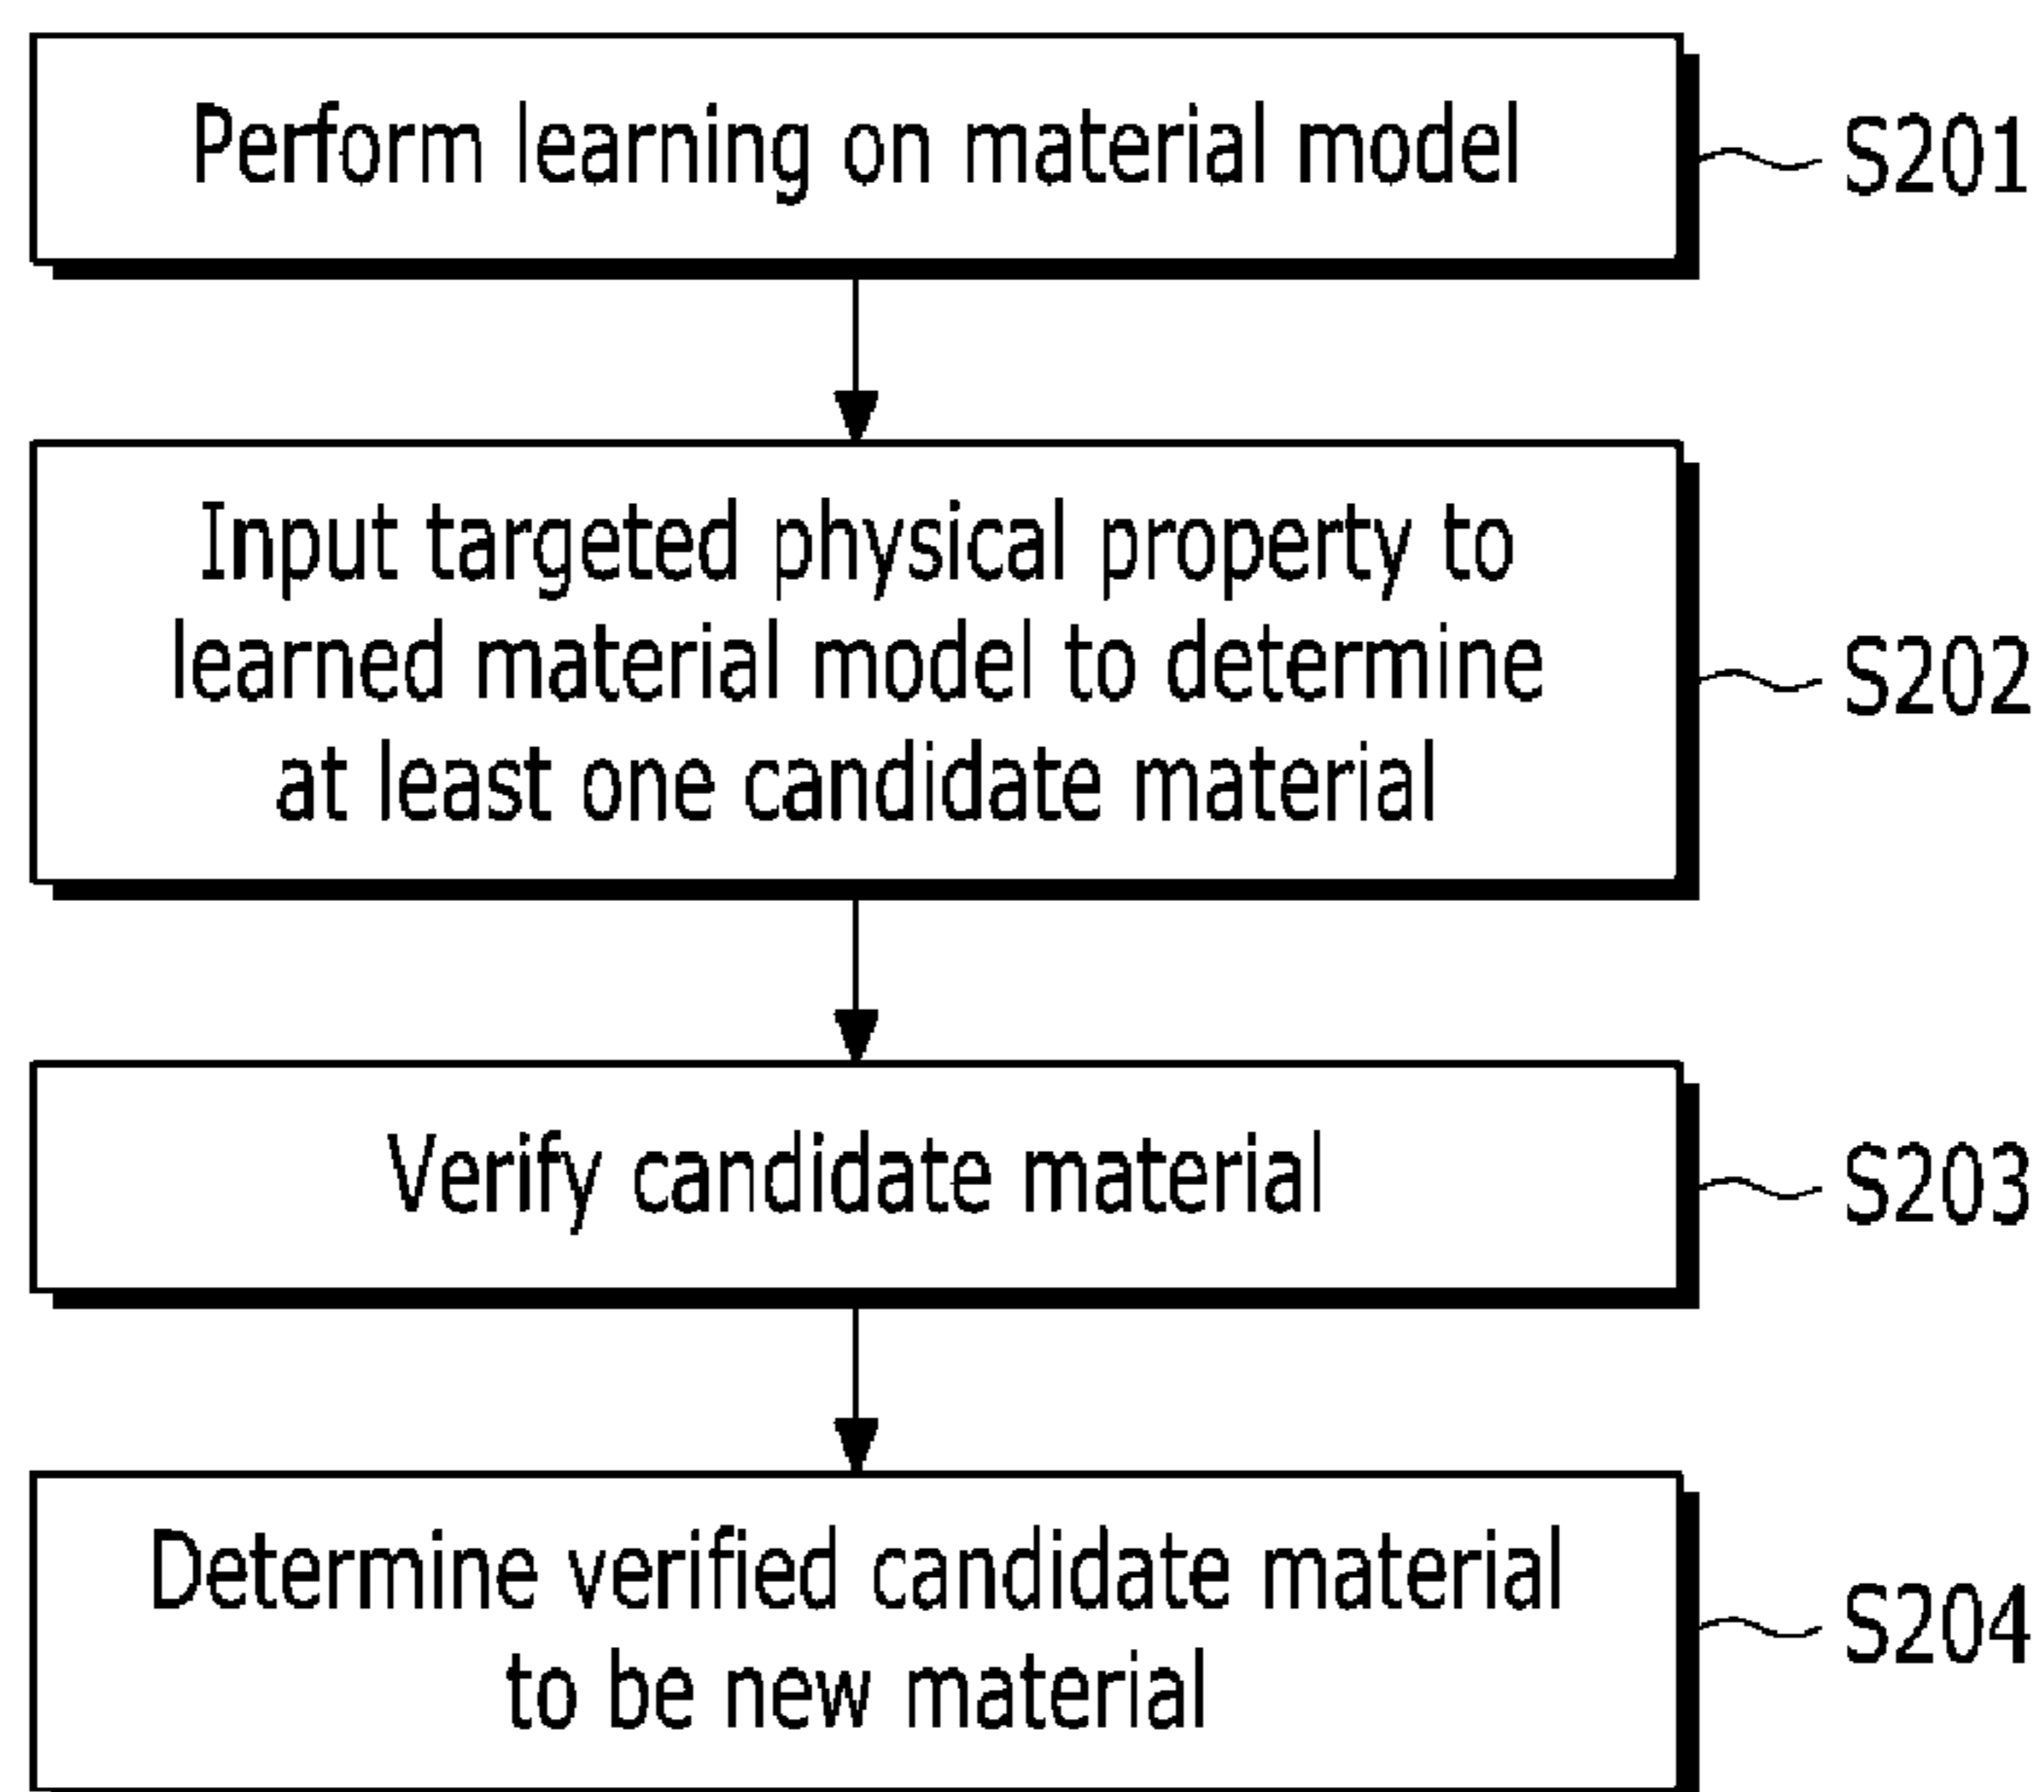 Perform learning on material model
S201
Input targeted physical property to
learned material model to determine
at least one candidate material
S202
Verify candidate material
S203
Determine verified candidate material
to be new material
S204